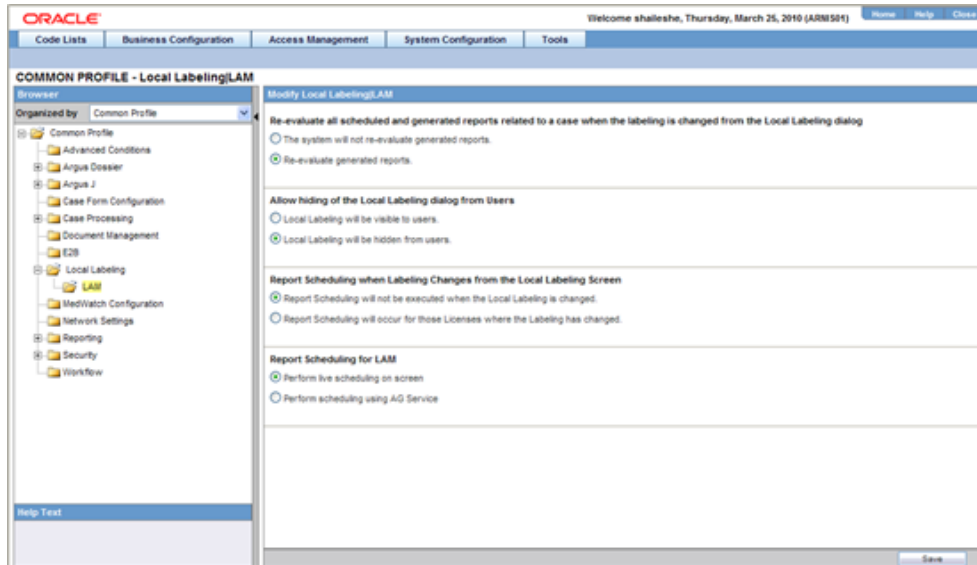 ORACLE
Welcome shaileshe, Thursday, March 25, 2010 (ARMIS01)
Home Help Close
Code Lists Business Configuration Access Management System Configuration Tools
COMMON PROFILE - Local Labeling|LAM
Browser
Organized by Common Profile
Common Profile
Advanced Conditions
Argus Dossier
Argus J
Case Form Configuration
Case Processing
Document Management
E2B
Local Labeling
LAM
MedWatch Configuration
Network Settings
Reporting
Security
Workflow
Help Text
Modify Local Labeling|LAM
Re-evaluate all scheduled and generated reports related to a case when the labeling is changed from the Local Labeling dialog
The system will not re-evaluate generated reports.
Re-evaluate generated reports.
Allow hiding of the Local Labeling dialog from Users
Local Labeling will be visible to users.
Local Labeling will be hidden from users.
Report Scheduling when Labeling Changes from the Local Labeling Screen
Report Scheduling will not be executed when the Local Labeling is changed.
Report Scheduling will occur for those Licenses where the Labeling has changed.
Report Scheduling for LAM
Perform live scheduling on screen
Perform scheduling using AG Service
Save